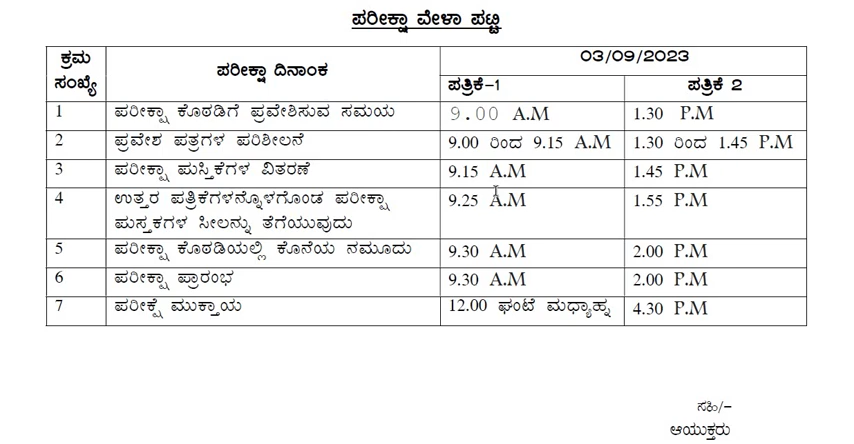 ಪರೀಕ್ಷಾ ವೇಳಾ ಪಟ್ಟಿ
ಕ್ರಮ ಸಂಖ್ಯೆ ಪರೀಕ್ಷಾ ದಿನಾಂಕ 03/09/2023
ಪತ್ರಿಕೆ-1 ಪತ್ರಿಕೆ 2
1 ಪರೀಕ್ಷಾ ಕೊಠಡಿಗೆ ಪ್ರವೇಶಿಸುವ ಸಮಯ 9.00 A.M 1.30 P.M
2 ಪ್ರವೇಶ ಪತ್ರಗಳ ಪರಿಶೀಲನೆ 9.00 ರಿಂದ 9.15 A.M 1.30 ರಿಂದ 1.45 P.M
3 ಪರೀಕ್ಷಾ ಪುಸ್ತಿಕೆಗಳ ವಿತರಣೆ 9.15 A.M 1.45 P.M
4 ಉತ್ತರ ಪತ್ರಿಕೆಗಳನ್ನೊಳಗೊಂಡ ಪರೀಕ್ಷಾ 9.25 A.M 1.55 P.M
ಪುಸ್ತಕಗಳ ಸೀಲನ್ನು ತೆಗೆಯುವುದು
5 ಪರೀಕ್ಷಾ ಕೊಠಡಿಯಲ್ಲಿ ಕೊನೆಯ ನಮೂದು 9.30 A.M 2.00 P.M
6 ಪರೀಕ್ಷಾ ಪ್ರಾರಂಭ 9.30 A.M 2.00 P.M
7 ಪರೀಕ್ಷೆ ಮುಕ್ತಾಯ 12.00 ಘಂಟೆ ಮಧ್ಯಾಹ್ನ 4.30 P.M
ಸಹಿ/-
ಆಯುಕ್ತರು